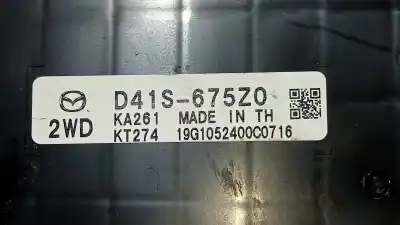 D41S-675Z0
2WD KA261 MADE IN TH
KT274 19G1052400C0716